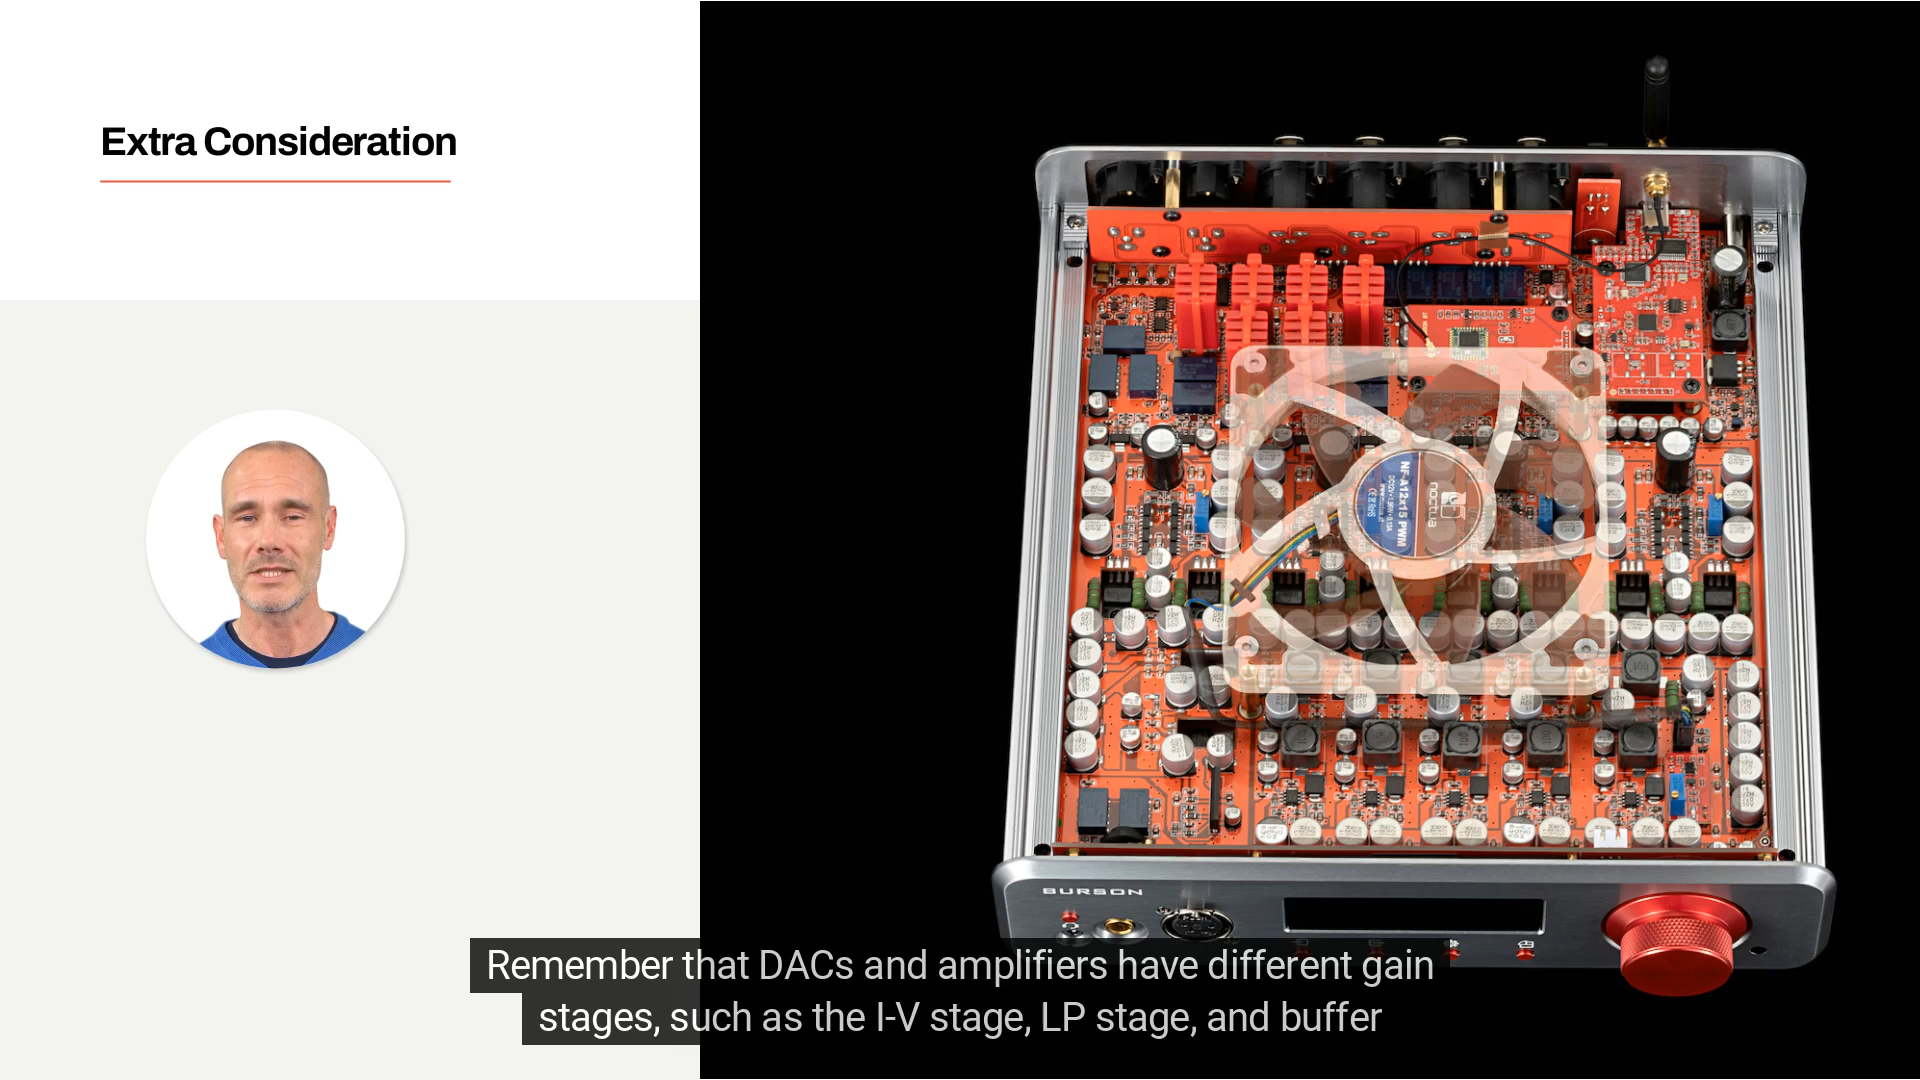 Extra Consideration
noctua
NF-A12x15 PWM
BURSON
Remember that DACs and amplifiers have different gain
stages, such as the I-V stage, LP stage, and buffer